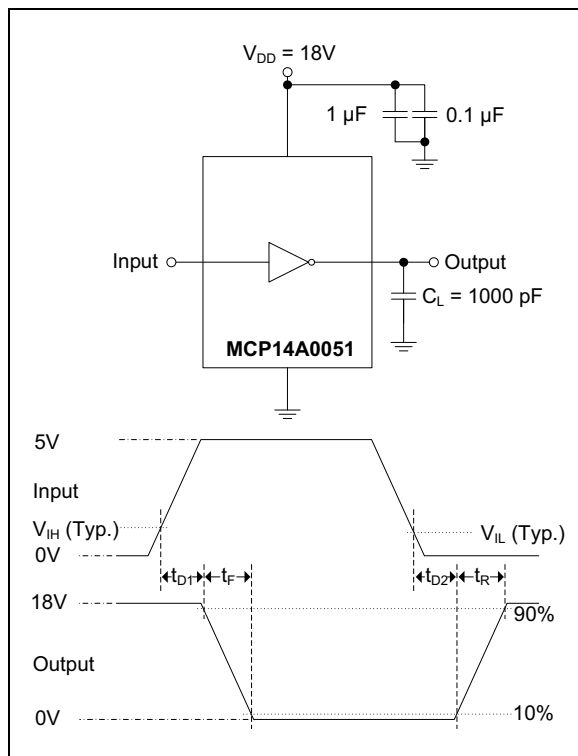 V_DD = 18V
1 µF
0.1 µF
Input
Output
C_L = 1000 pF
MCP14A0051
5V
Input
V_IH (Typ.)
V_IL (Typ.)
0V
t_D1
t_F
t_D2
t_R
18V
90%
Output
0V
10%